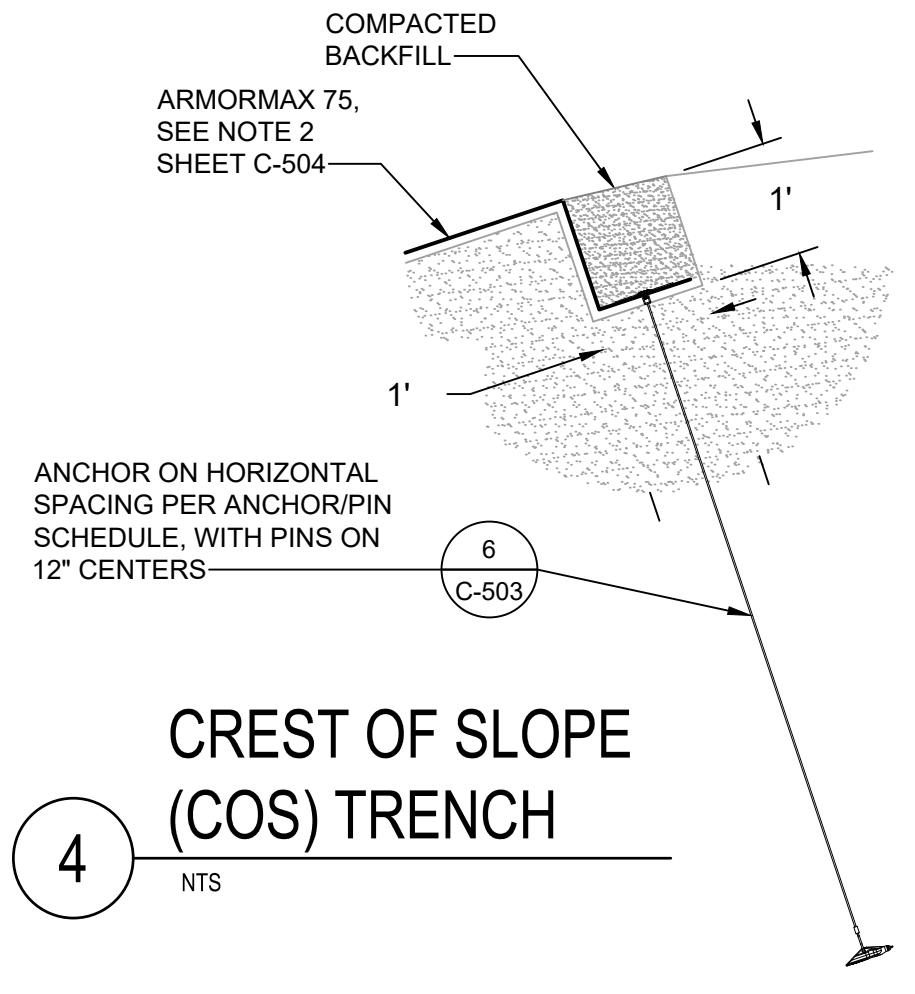 COMPACTED
BACKFILL
ARMORMAX 75,
SEE NOTE 2
SHEET C-504
1'
1'
ANCHOR ON HORIZONTAL
SPACING PER ANCHOR/PIN
SCHEDULE, WITH PINS ON
12" CENTERS
6
C-503
CREST OF SLOPE
(COS) TRENCH
4
NTS